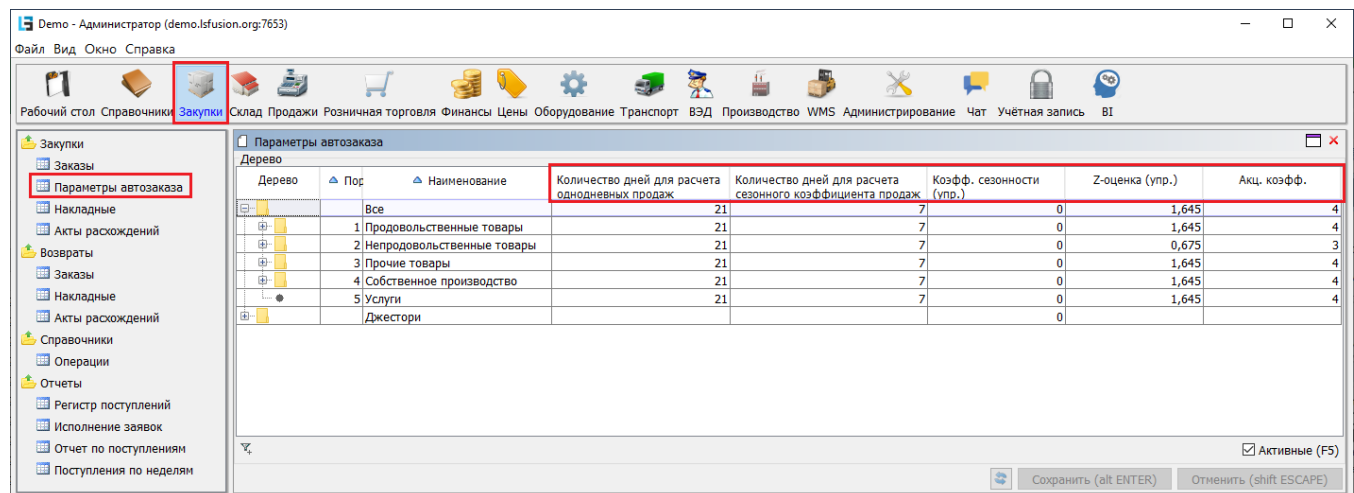 Demo - Администратор (demo.lsfusion.org:7653)
Файл Вид Окно Справка
Рабочий стол Справочники Закупки Склад Продажи Розничная торговля Финансы Цены Оборудование Транспорт ВЭД Производство WMS Администрирование Чат Учётная запись BI
Закупки
Заказы
Параметры автозаказа
Накладные
Акты расхождений
Возвраты
Заказы
Накладные
Акты расхождений
Справочники
Операции
Отчеты
Регистр поступлений
Исполнение заявок
Отчет по поступлениям
Поступления по неделям
Параметры автозаказа
Дерево
Дерево Пор Наименование Количество дней для расчета однодневных продаж Количество дней для расчета сезонного коэффициента продаж Коэфф. сезонности (упр.) Z-оценка (упр.) Акц. коэфф.
Все 21 7 0 1,645 4
1 Продовольственные товары 21 7 0 1,645 4
2 Непродовольственные товары 21 7 0 0,675 3
3 Прочие товары 21 7 0 1,645 4
4 Собственное производство 21 7 0 1,645 4
5 Услуги 21 7 0 1,645 4
Джестори 0
Активные (F5)
Сохранить (alt ENTER) Отменить (shift ESCAPE)